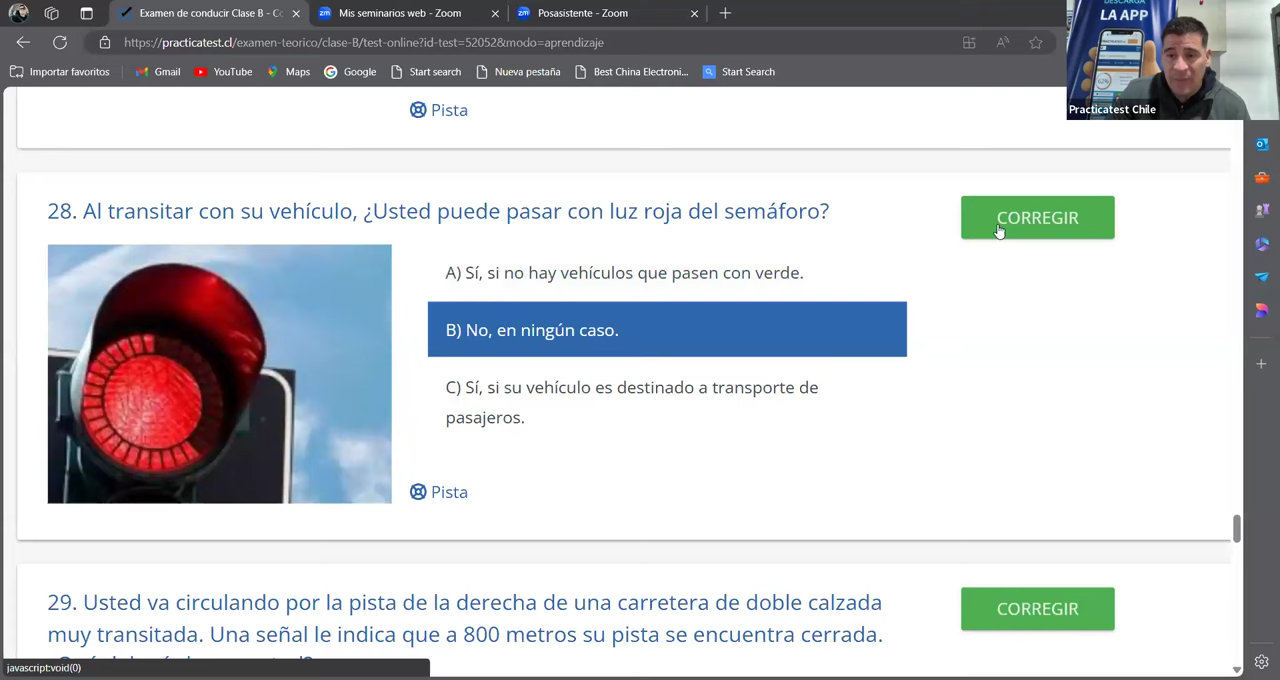 Examen de conducir Clase B - Co
Mis seminarios web - Zoom
Posasistente - Zoom
https://practicatest.cl/examen-teorico/clase-B/test-online?id-test=52052&modo=aprendizaje
Importar favoritos
Gmail
YouTube
Maps
Google
Start search
Nueva pestaña
Best China Electroni...
Start Search
DESCARGA
LA APP
Practicatest Chile
Pista
28. Al transitar con su vehículo, ¿Usted puede pasar con luz roja del semáforo?
CORREGIR
A) Sí, si no hay vehículos que pasen con verde.
B) No, en ningún caso.
C) Sí, si su vehículo es destinado a transporte de
pasajeros.
Pista
29. Usted va circulando por la pista de la derecha de una carretera de doble calzada
muy transitada. Una señal le indica que a 800 metros su pista se encuentra cerrada.
CORREGIR
javascript:void(0)